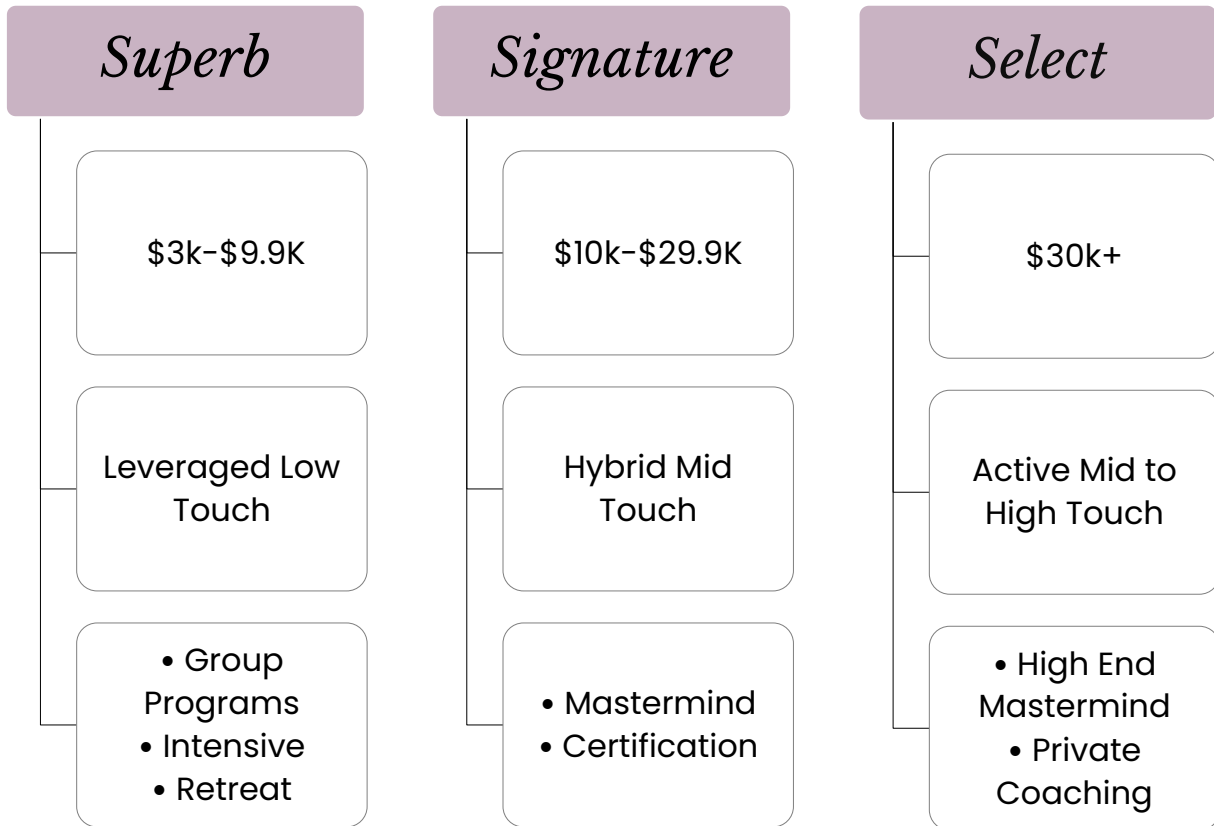 Superb
$3k-$9.9K
Leveraged Low
Touch
• Group
Programs
• Intensive
• Retreat
Signature
$10k-$29.9K
Hybrid Mid
Touch
• Mastermind
• Certification
Select
$30k+
Active Mid to
High Touch
• High End
Mastermind
• Private
Coaching